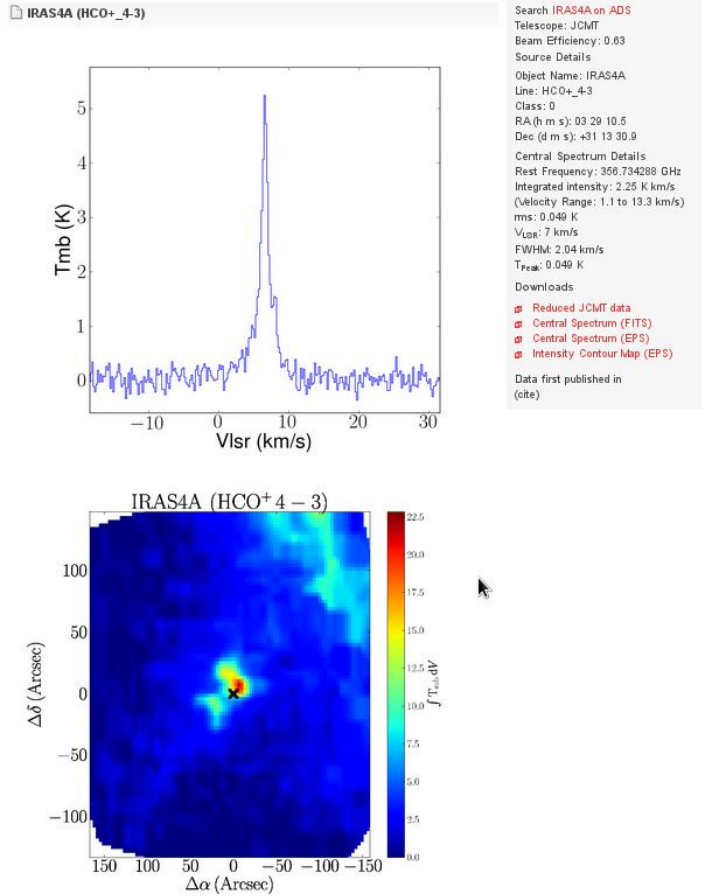 IRAS4A (HCO+_4-3)
Search IRAS4A on ADS
Telescope: JCMT
Beam Efficiency: 0.63
Source Details
Object Name: IRAS4A
Line: HCO+_4-3
Class: 0
RA (h m s): 03 29 10.5
Dec (d m s): +31 13 30.9
Central Spectrum Details
Rest Frequency: 356.734288 GHz
Integrated intensity: 2.25 K km/s
(Velocity Range: 1.1 to 13.3 km/s)
rms: 0.049 K
VLSR: 7 km/s
FWHM: 2.04 km/s
TPeak: 0.049 K
Downloads
Reduced JCMT data
Central Spectrum (FITS)
Central Spectrum (EPS)
Intensity Contour Map (EPS)
Data first published in
(cite)
Tmb (K)
5
4
3
2
1
0
−10 0 10 20 30
Vlsr (km/s)
IRAS4A (HCO⁺ 4 − 3)
Δδ (Arcsec)
100
50
0
−50
−100
150 100 50 0 −50 −100 −150
Δα (Arcsec)
22.5
20.0
17.5
15.0
12.5
10.0
7.5
5.0
2.5
0.0
∫ Tmb dV